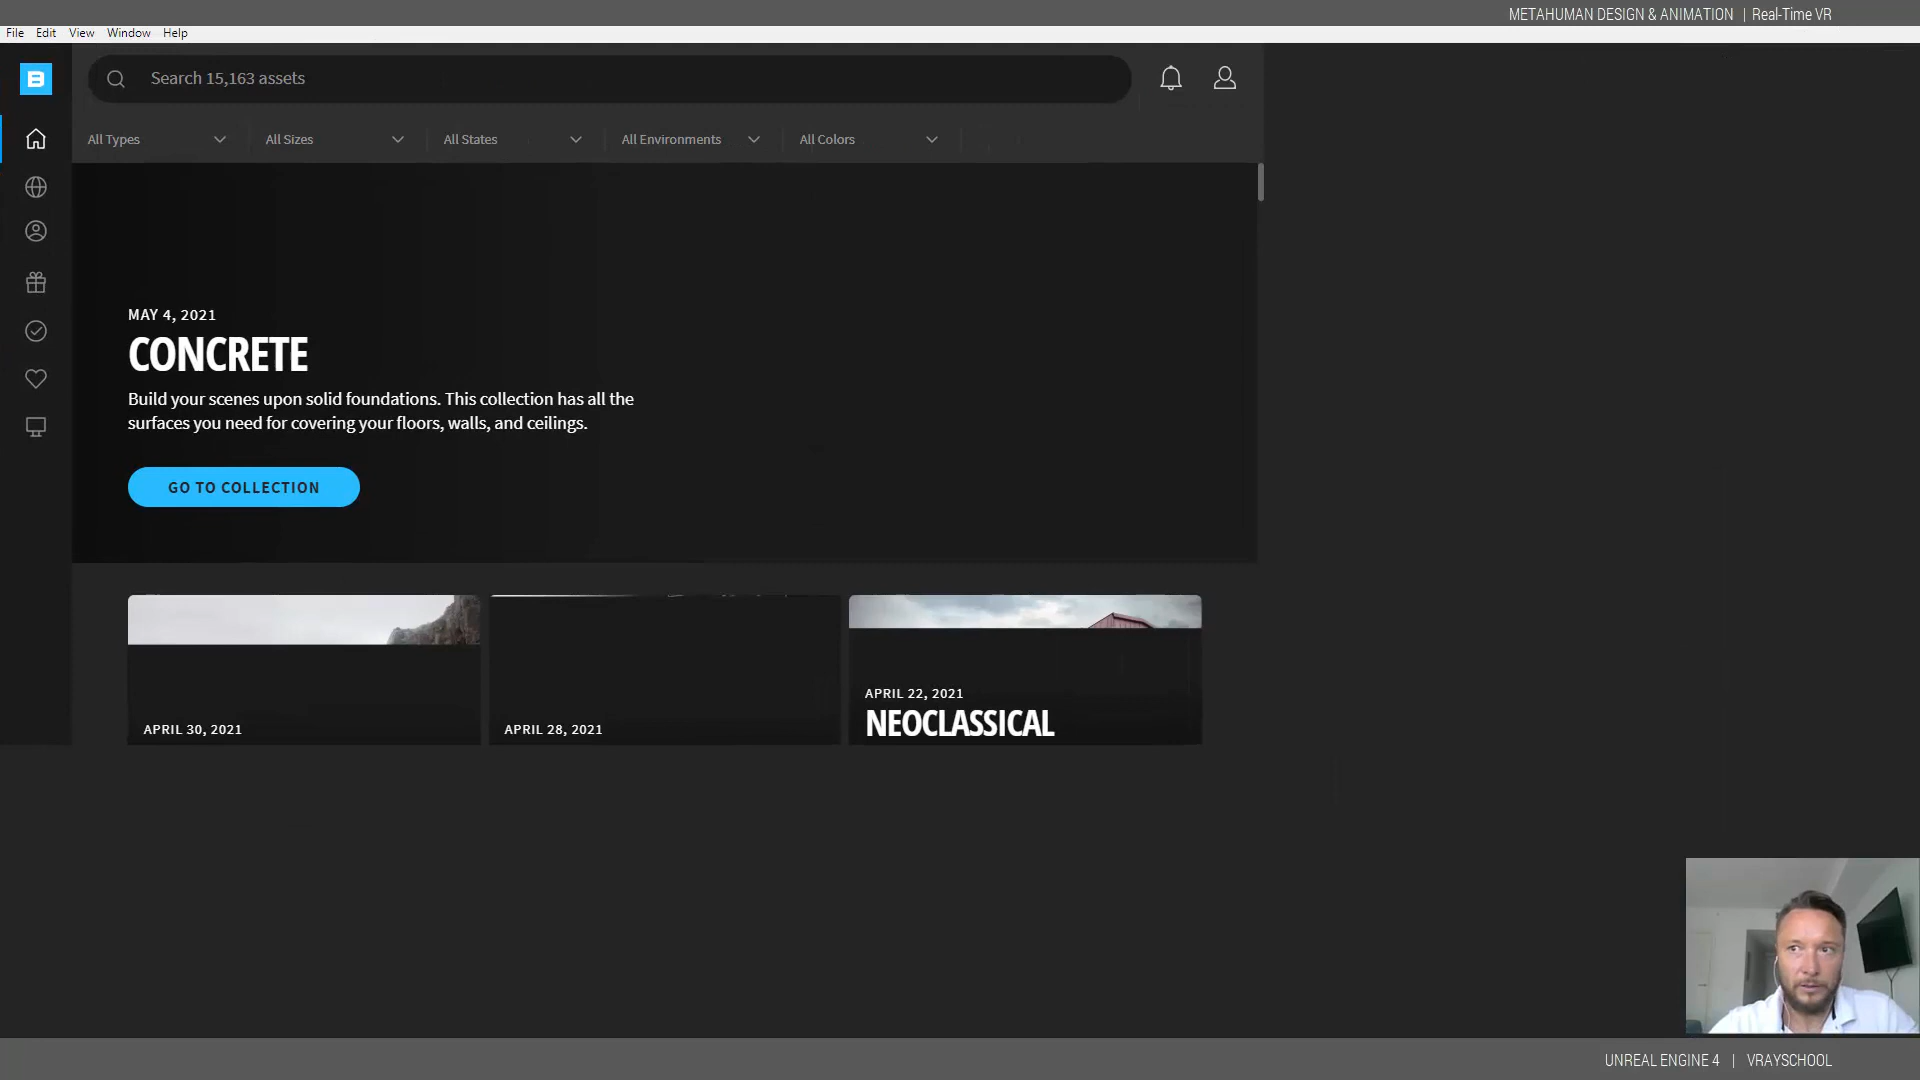 METAHUMAN DESIGN & ANIMATION | Real-Time VR
File Edit View Window Help
B
Search 15,163 assets
All Types All Sizes All States All Environments All Colors
MAY 4, 2021
CONCRETE
Build your scenes upon solid foundations. This collection has all the
surfaces you need for covering your floors, walls, and ceilings.
GO TO COLLECTION
APRIL 30, 2021
APRIL 28, 2021
APRIL 22, 2021
NEOCLASSICAL
UNREAL ENGINE 4 | VRAYSCHOOL